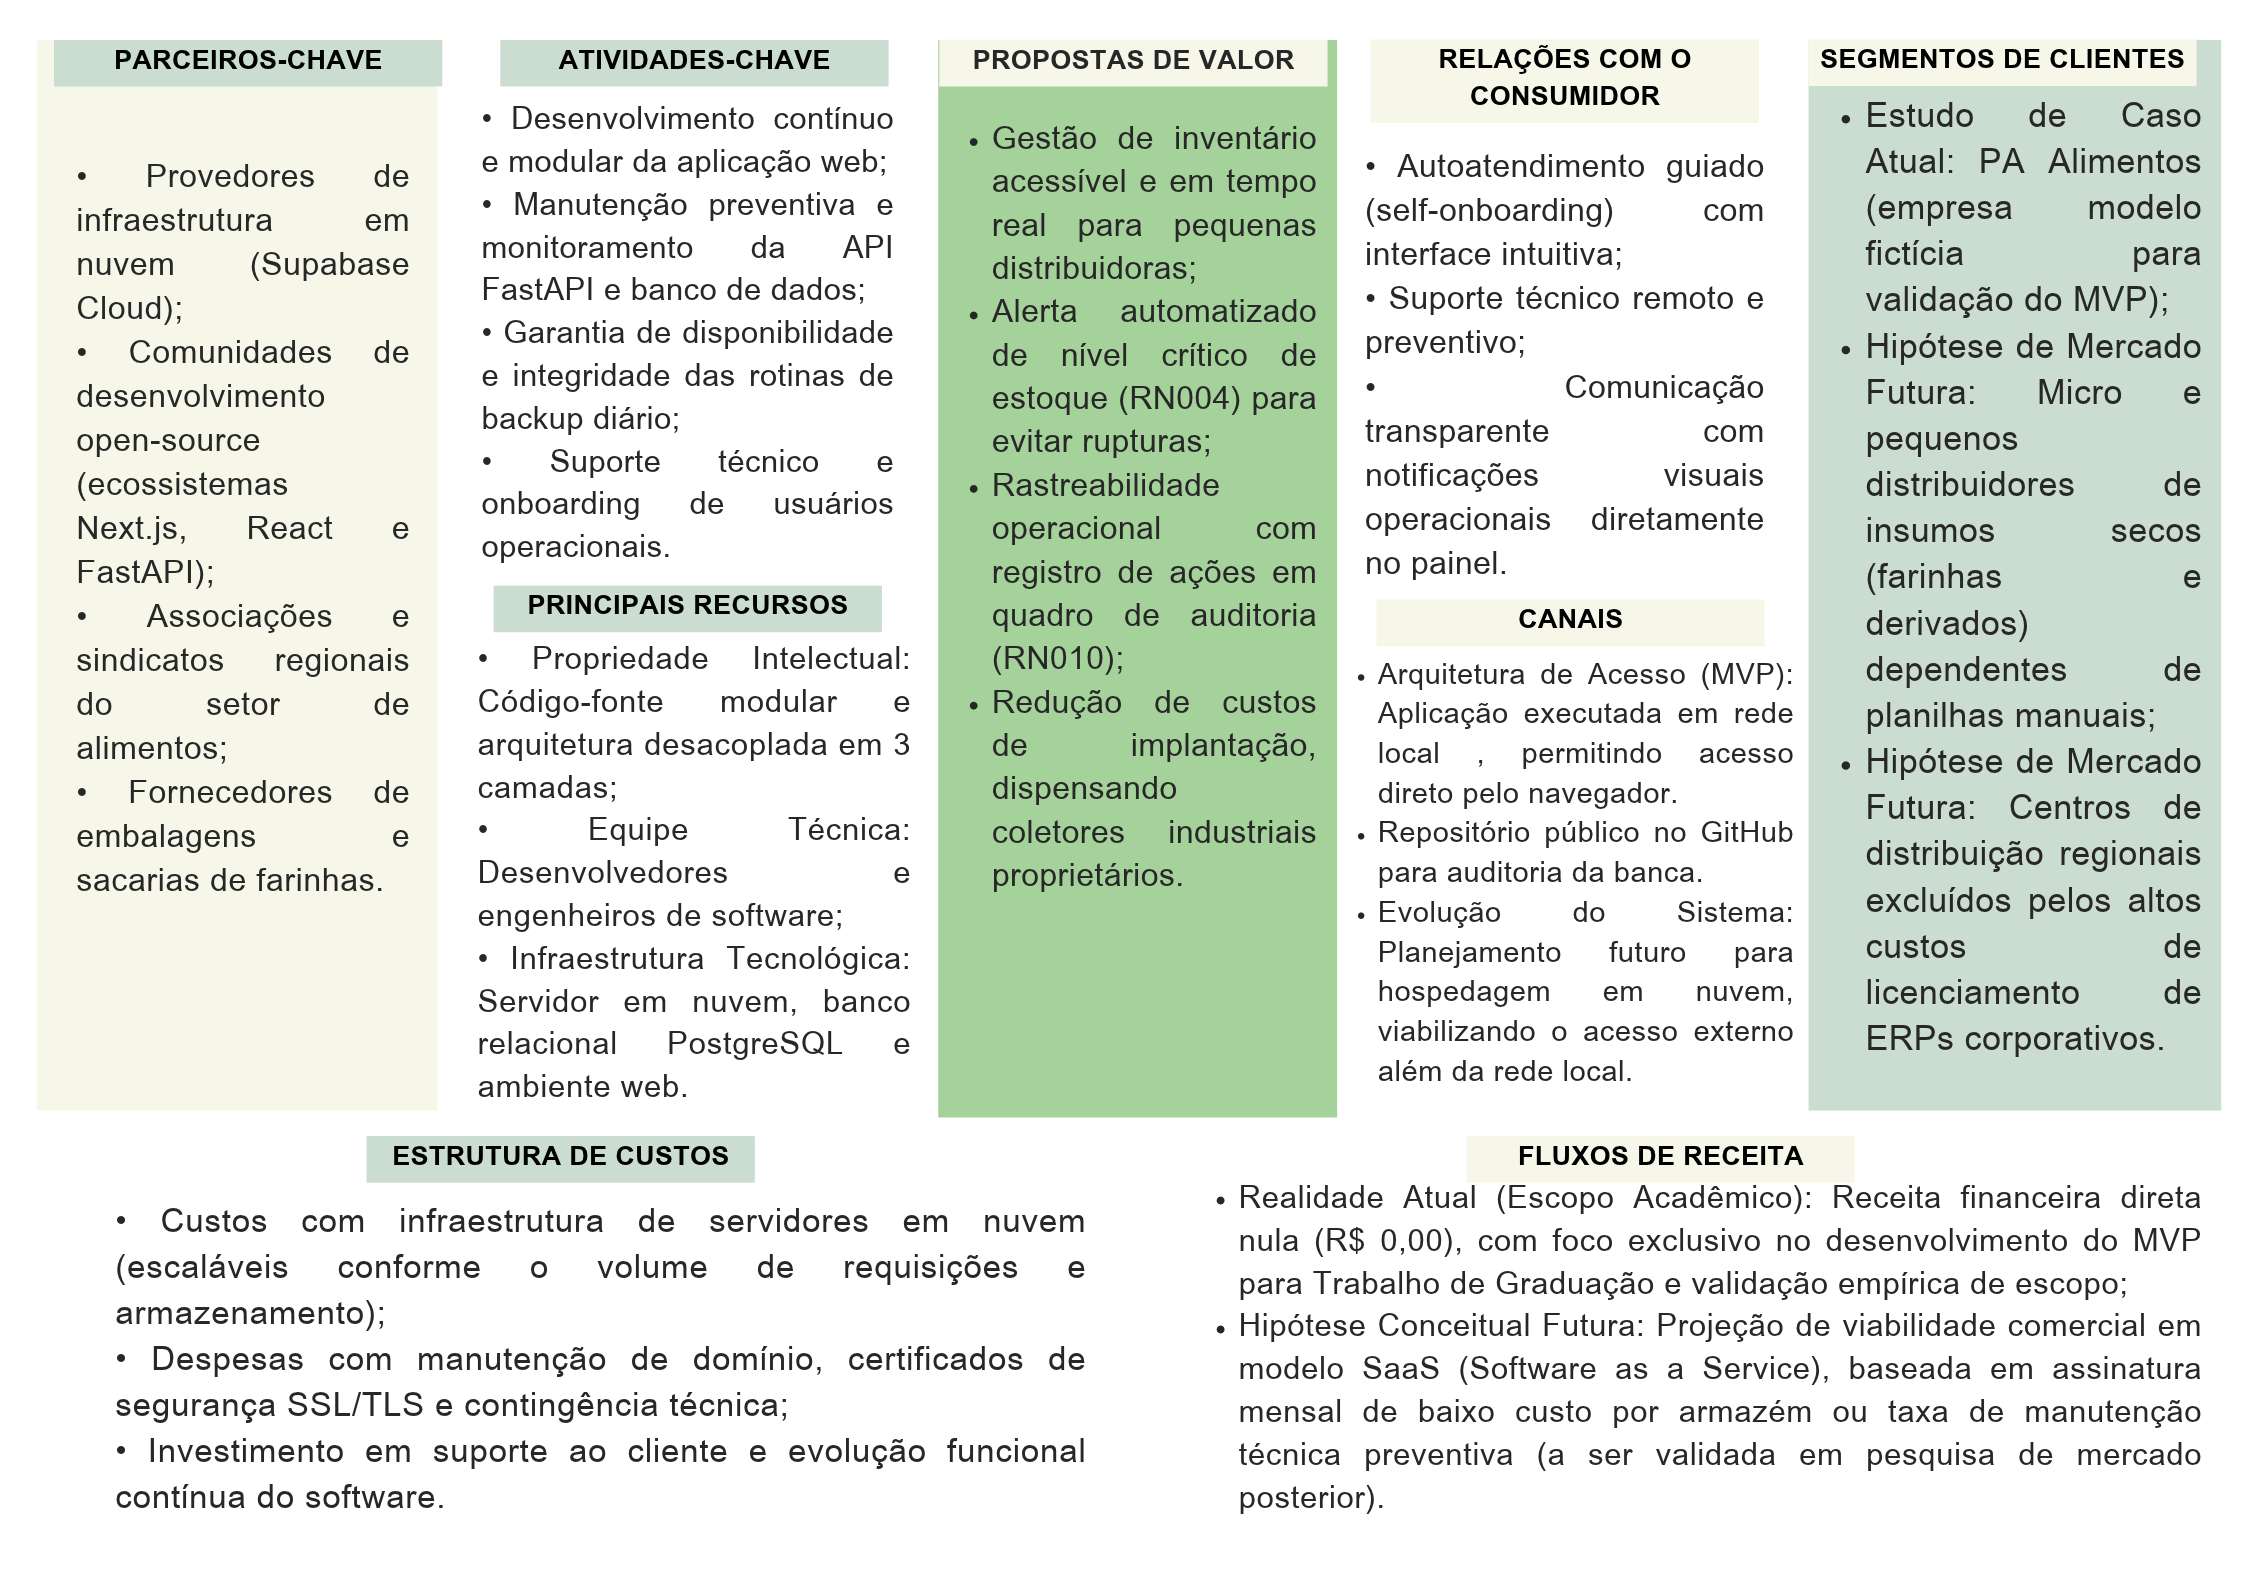 PARCEIROS-CHAVE
• Provedores de
infraestrutura em
nuvem (Supabase
Cloud);
• Comunidades de
desenvolvimento
open-source
(ecossistemas
Next.js, React e
FastAPI);
• Associações e
sindicatos regionais
do setor de
alimentos;
• Fornecedores de
embalagens e
sacarias de farinhas.
ATIVIDADES-CHAVE
• Desenvolvimento contínuo
e modular da aplicação web;
• Manutenção preventiva e
monitoramento da API
FastAPI e banco de dados;
• Garantia de disponibilidade
e integridade das rotinas de
backup diário;
• Suporte técnico e
onboarding de usuários
operacionais.
PRINCIPAIS RECURSOS
• Propriedade Intelectual:
Código-fonte modular e
arquitetura desacoplada em 3
camadas;
• Equipe Técnica:
Desenvolvedores e
engenheiros de software;
• Infraestrutura Tecnológica:
Servidor em nuvem, banco
relacional PostgreSQL e
ambiente web.
PROPOSTAS DE VALOR
• Gestão de inventário
acessível e em tempo
real para pequenas
distribuidoras;
• Alerta automatizado
de nível crítico de
estoque (RN004) para
evitar rupturas;
• Rastreabilidade
operacional com
registro de ações em
quadro de auditoria
(RN010);
• Redução de custos
de implantação,
dispensando
coletores industriais
proprietários.
RELAÇÕES COM O
CONSUMIDOR
• Autoatendimento guiado
(self-onboarding) com
interface intuitiva;
• Suporte técnico remoto e
preventivo;
• Comunicação
transparente com
notificações visuais
operacionais diretamente
no painel.
CANAIS
• Arquitetura de Acesso (MVP):
Aplicação executada em rede
local , permitindo acesso
direto pelo navegador.
• Repositório público no GitHub
para auditoria da banca.
• Evolução do Sistema:
Planejamento futuro para
hospedagem em nuvem,
viabilizando o acesso externo
além da rede local.
SEGMENTOS DE CLIENTES
• Estudo de Caso
Atual: PA Alimentos
(empresa modelo
fictícia para
validação do MVP);
• Hipótese de Mercado
Futura: Micro e
pequenos
distribuidores de
insumos secos
(farinhas e
derivados)
dependentes de
planilhas manuais;
• Hipótese de Mercado
Futura: Centros de
distribuição regionais
excluídos pelos altos
custos de
licenciamento de
ERPs corporativos.
ESTRUTURA DE CUSTOS
• Custos com infraestrutura de servidores em nuvem
(escaláveis conforme o volume de requisições e
armazenamento);
• Despesas com manutenção de domínio, certificados de
segurança SSL/TLS e contingência técnica;
• Investimento em suporte ao cliente e evolução funcional
contínua do software.
FLUXOS DE RECEITA
• Realidade Atual (Escopo Acadêmico): Receita financeira direta
nula (R$ 0,00), com foco exclusivo no desenvolvimento do MVP
para Trabalho de Graduação e validação empírica de escopo;
• Hipótese Conceitual Futura: Projeção de viabilidade comercial em
modelo SaaS (Software as a Service), baseada em assinatura
mensal de baixo custo por armazém ou taxa de manutenção
técnica preventiva (a ser validada em pesquisa de mercado
posterior).